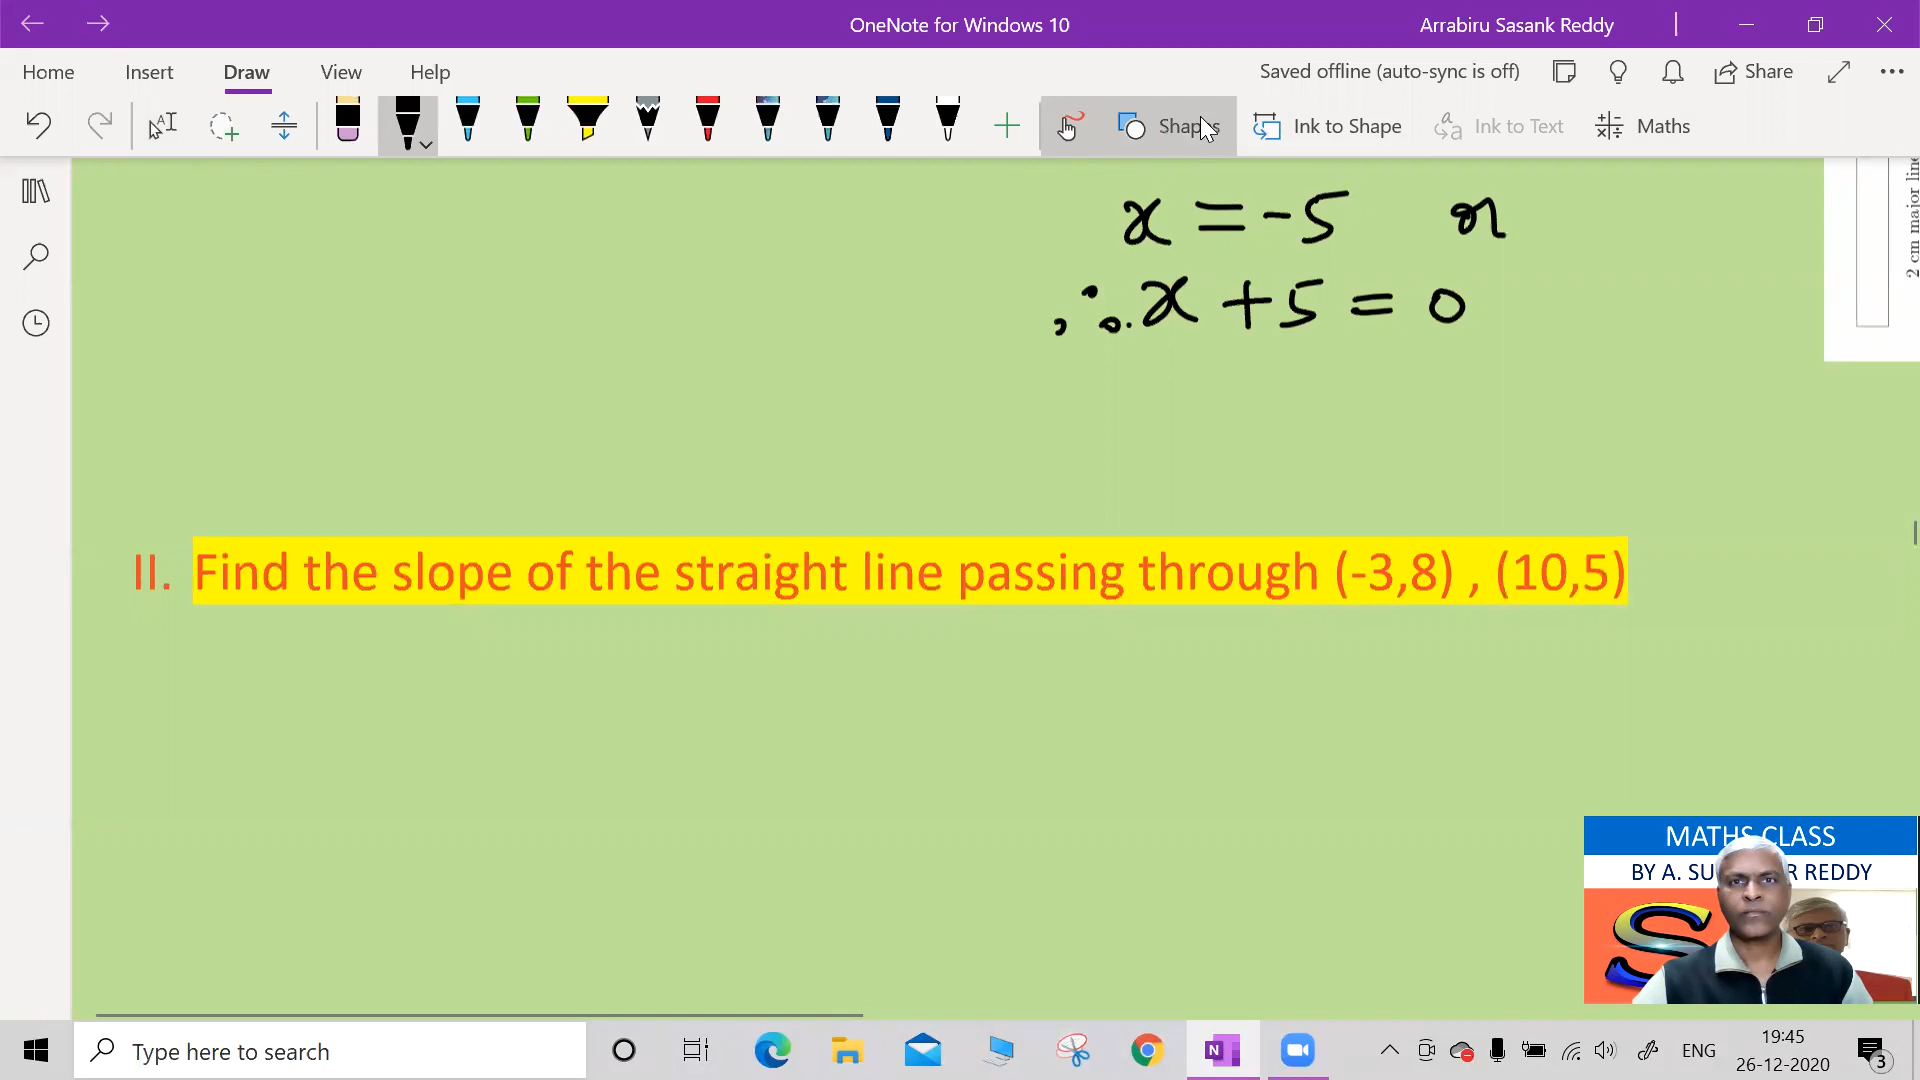 OneNote for Windows 10
Arrabiru Sasank Reddy
Home Insert Draw View Help
Saved offline (auto-sync is off) Share
Shapes Ink to Shape Ink to Text Maths
x = -5 or
∴ x + 5 = 0
2 cm major line
II. Find the slope of the straight line passing through (-3,8) , (10,5)
MATHS CLASS
BY A. SU R REDDY
S
Type here to search
ENG
19:45
26-12-2020
3